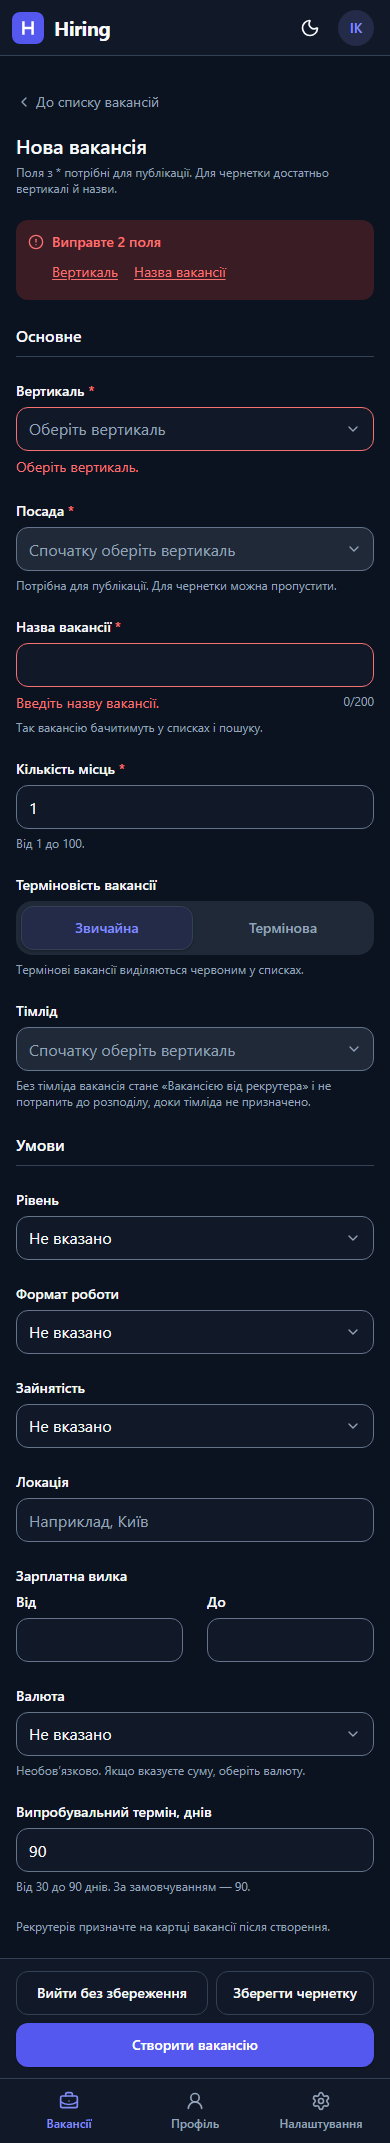 H Hiring IK
До списку вакансій
Нова вакансія
Поля з * потрібні для публікації. Для чернетки достатньо
вертикалі й назви.
Виправте 2 поля
Вертикаль Назва вакансії
Основне
Вертикаль *
Оберіть вертикаль
Оберіть вертикаль.
Посада *
Спочатку оберіть вертикаль
Потрібна для публікації. Для чернетки можна пропустити.
Назва вакансії *
Введіть назву вакансії. 0/200
Так вакансію бачитимуть у списках і пошуку.
Кількість місць *
1
Від 1 до 100.
Терміновість вакансії
Звичайна Термінова
Термінові вакансії виділяються червоним у списках.
Тімлід
Спочатку оберіть вертикаль
Без тімліда вакансія стане «Вакансією від рекрутера» і не
потрапить до розподілу, доки тімліда не призначено.
Умови
Рівень
Не вказано
Формат роботи
Не вказано
Зайнятість
Не вказано
Локація
Наприклад, Київ
Зарплатна вилка
Від До
Валюта
Не вказано
Необов’язково. Якщо вказуєте суму, оберіть валюту.
Випробувальний термін, днів
90
Від 30 до 90 днів. За замовчуванням — 90.
Рекрутерів призначте на картці вакансії після створення.
Вийти без збереження Зберегти чернетку
Створити вакансію
Вакансії Профіль Налаштування